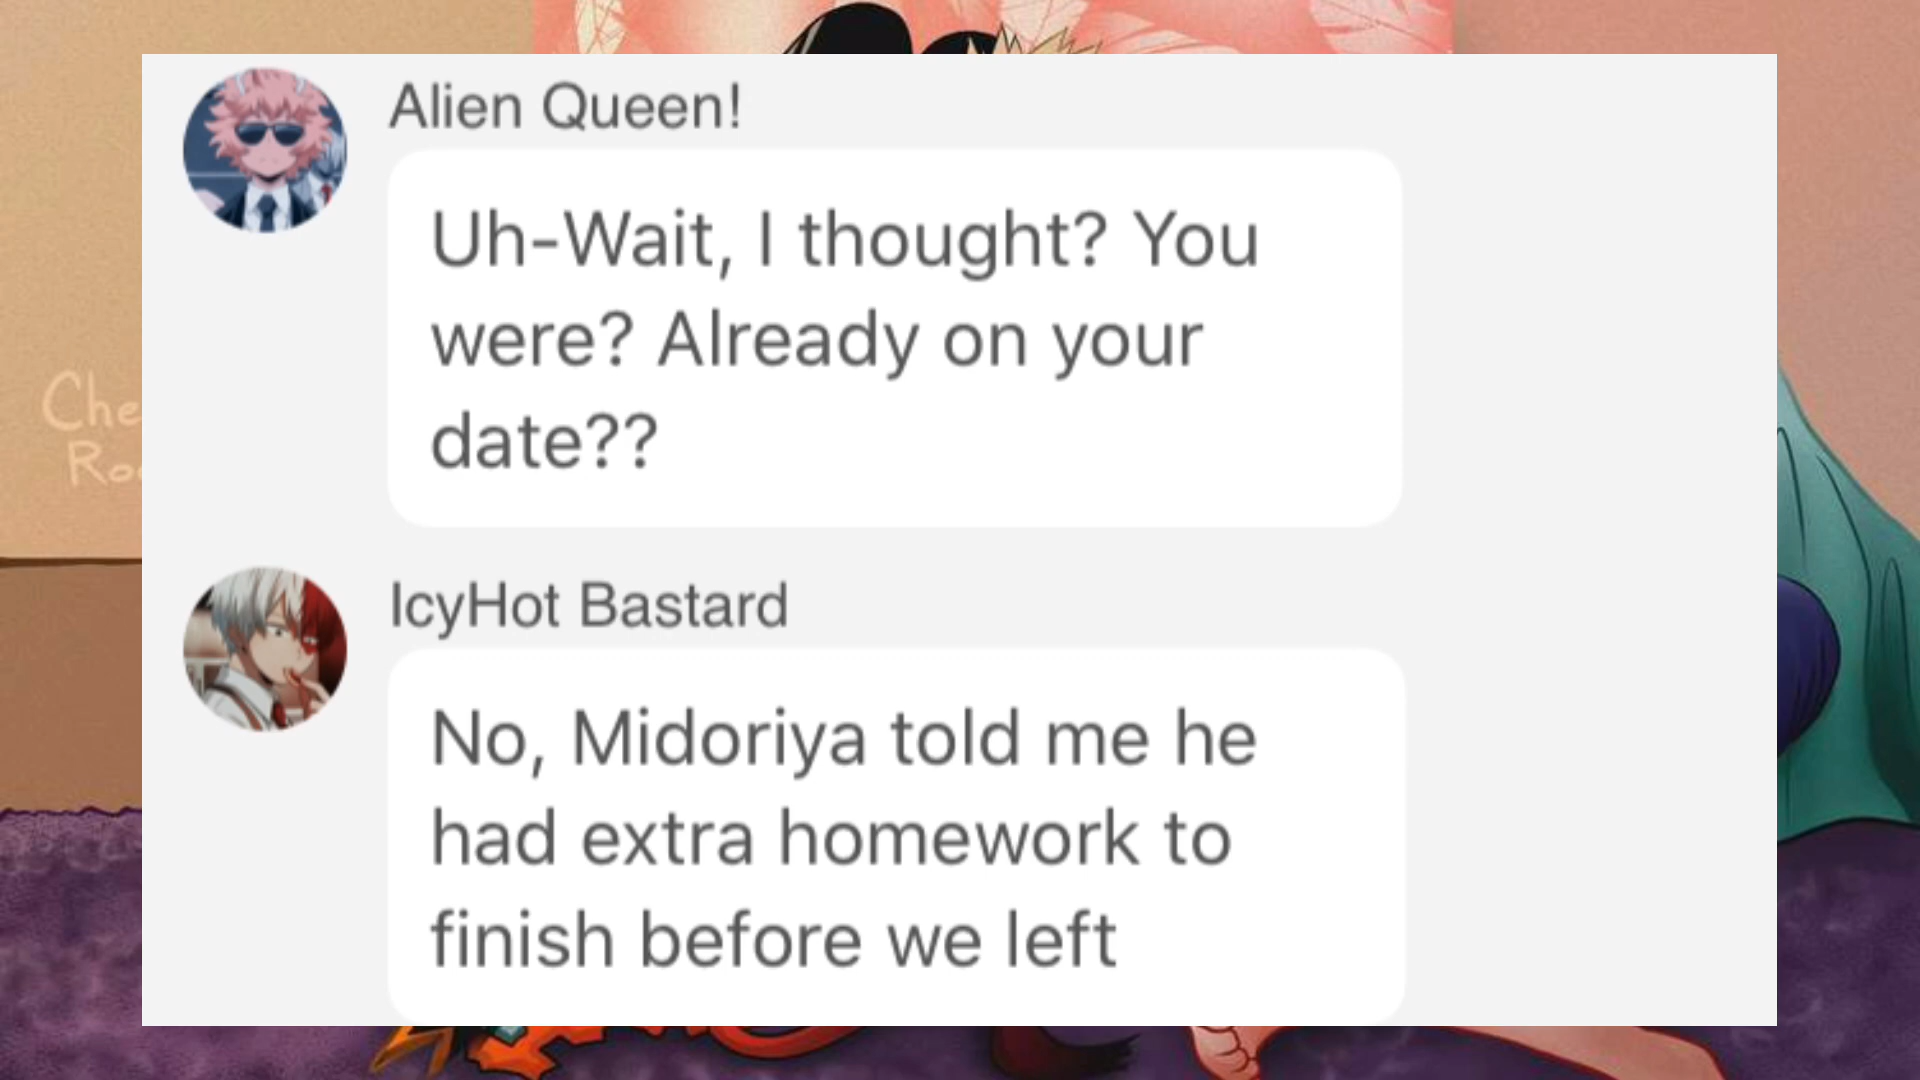 Alien Queen!
Uh-Wait, I thought? You
were? Already on your
date??
IcyHot Bastard
No, Midoriya told me he
had extra homework to
finish before we left